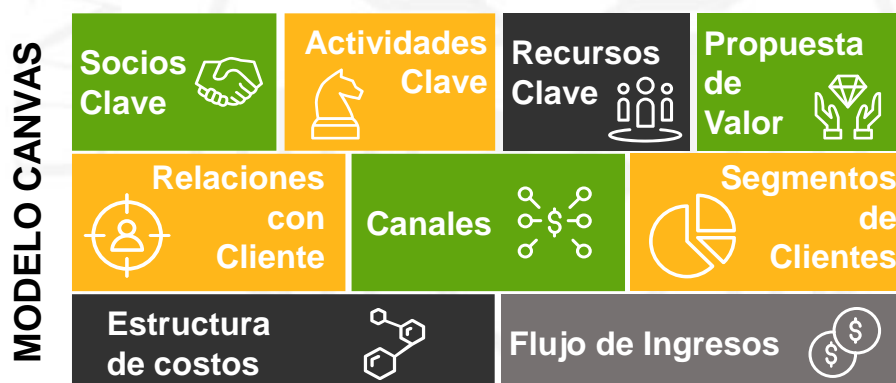 MODELO CANVAS
Socios
Clave
Actividades
Clave
Recursos
Clave
Propuesta
de
Valor
Relaciones
con
Cliente
Canales
$
Segmentos
de
Clientes
Estructura
de costos
Flujo de Ingresos
$
$